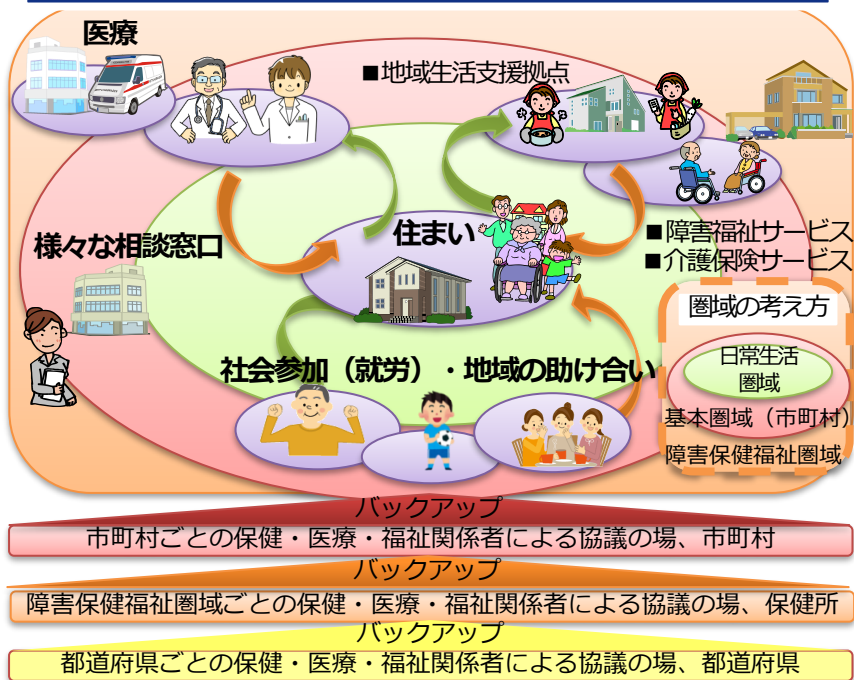 医療
■地域生活支援拠点
様々な相談窓口
住まい
■障害福祉サービス
■介護保険サービス
圏域の考え方
日常生活
圏域
基本圏域（市町村）
障害保健福祉圏域
社会参加（就労）・地域の助け合い
バックアップ
市町村ごとの保健・医療・福祉関係者による協議の場、市町村
バックアップ
障害保健福祉圏域ごとの保健・医療・福祉関係者による協議の場、保健所
バックアップ
都道府県ごとの保健・医療・福祉関係者による協議の場、都道府県